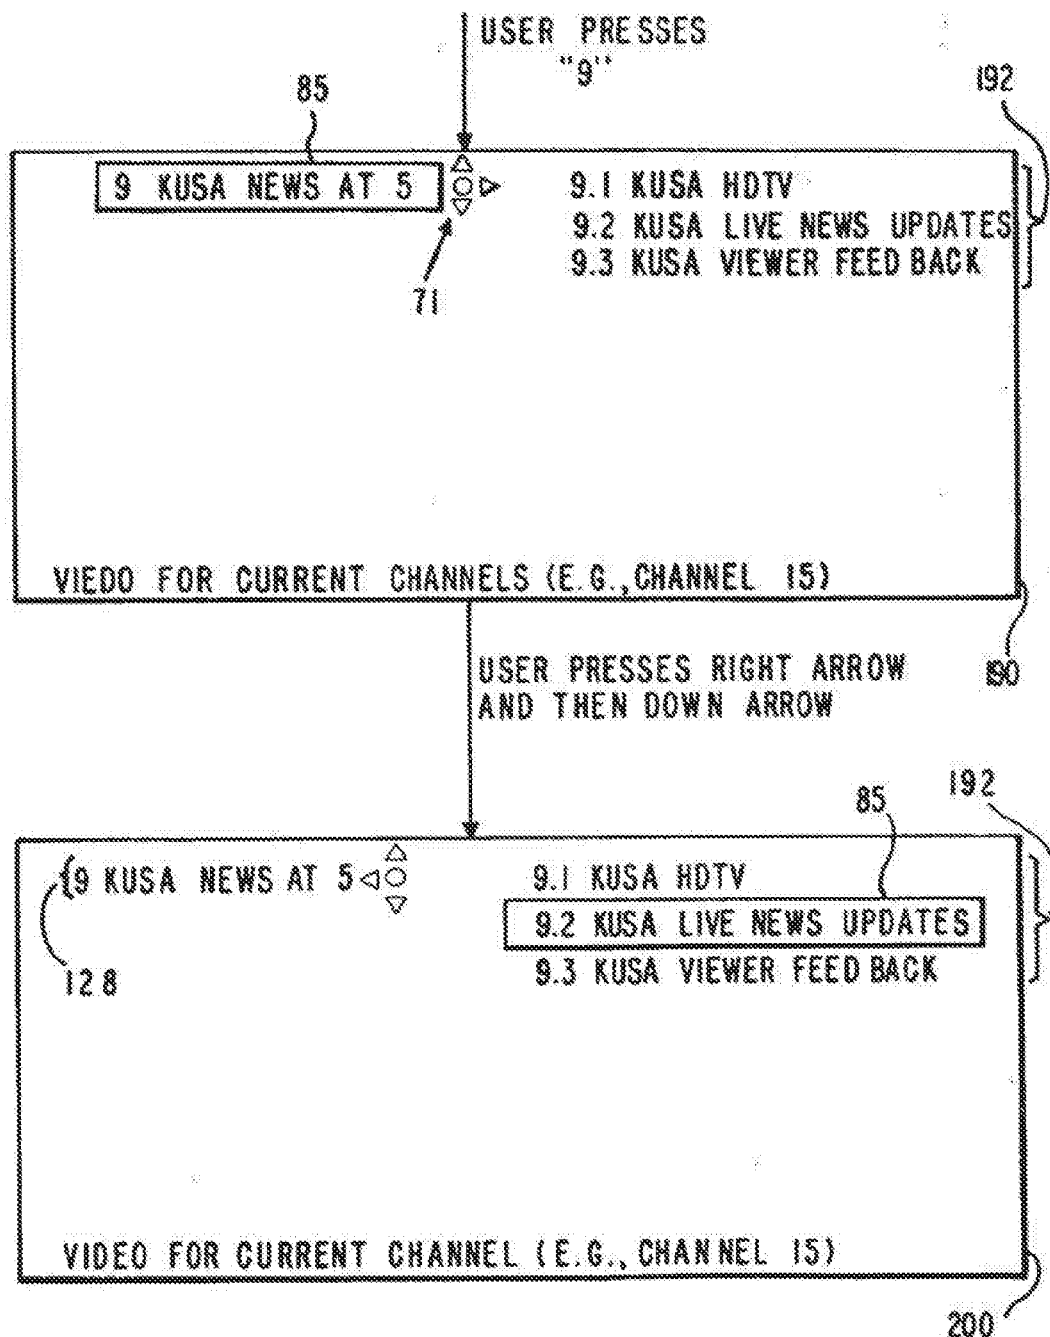 USER PRESSES
"9"
192
85
9 KUSA NEWS AT 5
9.1 KUSA HDTV
9.2 KUSA LIVE NEWS UPDATES
9.3 KUSA VIEWER FEED BACK
71
VIEDO FOR CURRENT CHANNELS (E.G.,CHANNEL 15)
190
USER PRESSES RIGHT ARROW
AND THEN DOWN ARROW
192
85
9 KUSA NEWS AT 5
9.1 KUSA HDTV
9.2 KUSA LIVE NEWS UPDATES
9.3 KUSA VIEWER FEED BACK
128
VIDEO FOR CURRENT CHANNEL (E.G., CHANNEL 15)
200